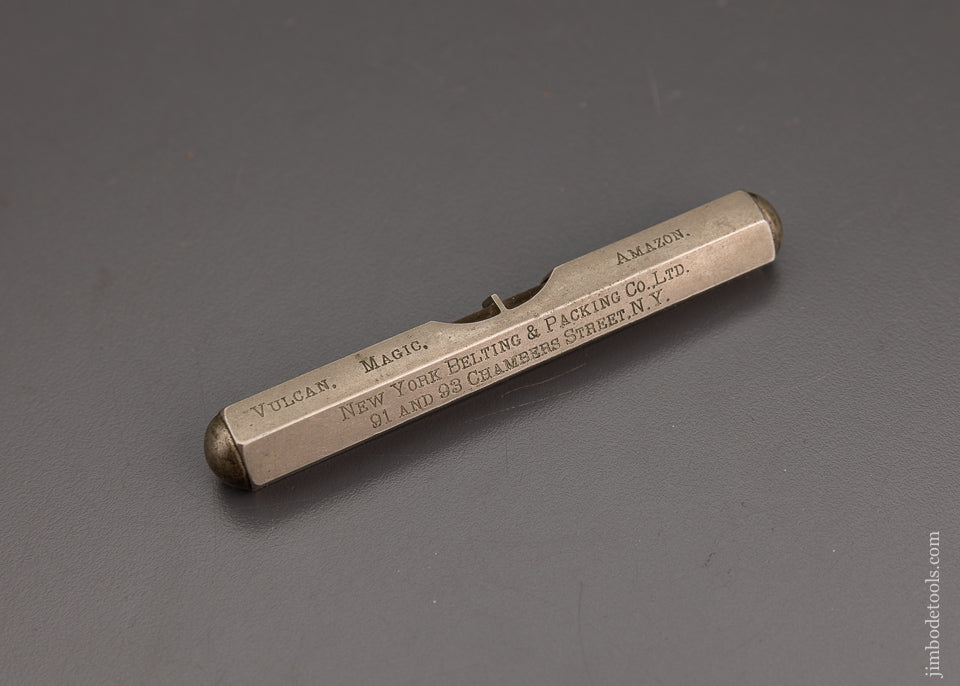 VULCAN. MAGIC. AMAZON.
NEW YORK BELTING & PACKING CO., LTD.
91 AND 93 CHAMBERS STREET, N.Y.
jimbodetools.com